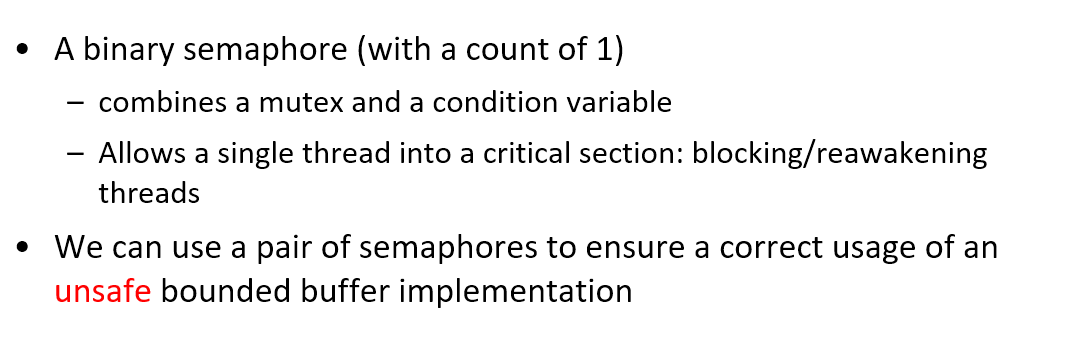 • A binary semaphore (with a count of 1)
– combines a mutex and a condition variable
– Allows a single thread into a critical section: blocking/reawakening
threads
• We can use a pair of semaphores to ensure a correct usage of an
unsafe bounded buffer implementation